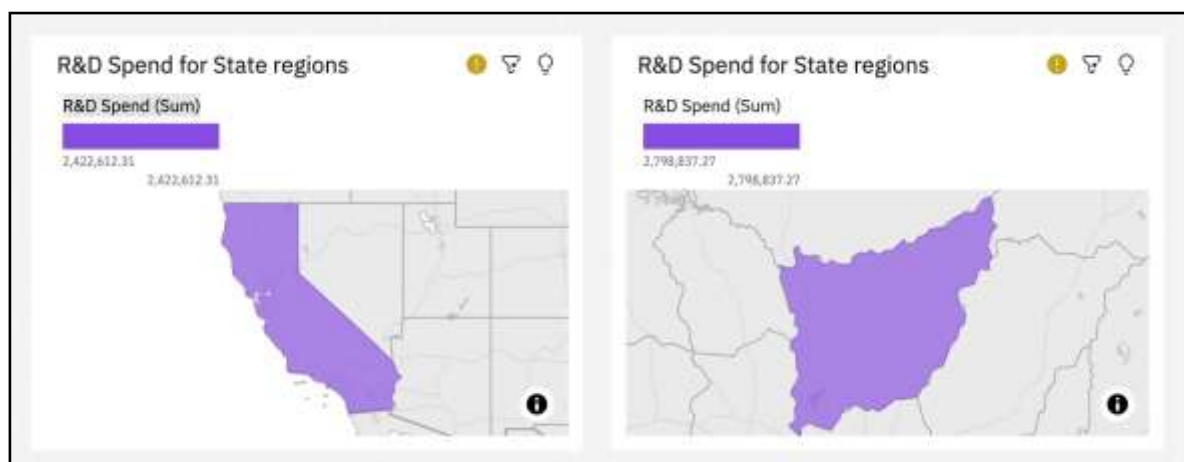 R&D Spend for State regions
R&D Spend (Sum)
2,422,612.31
2,422,612.31
R&D Spend for State regions
R&D Spend (Sum)
2,798,837.27
2,798,837.27